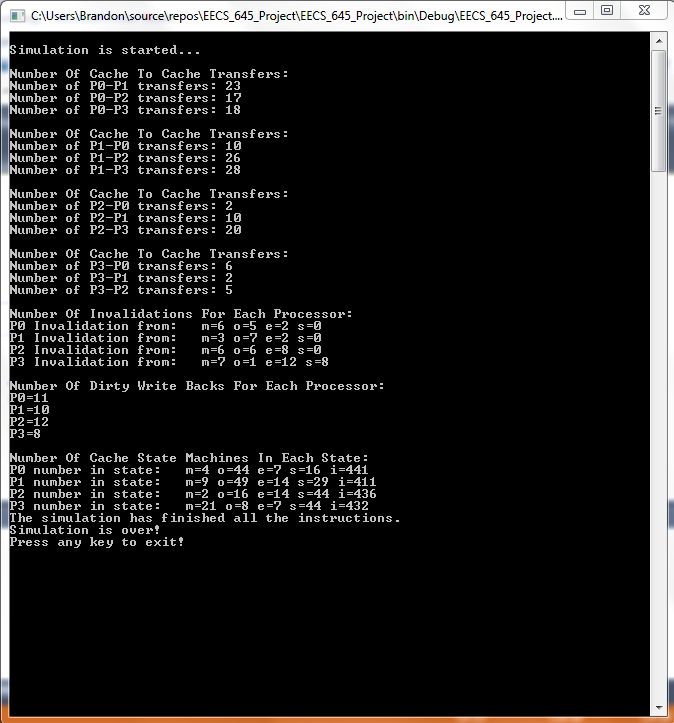 C:\Users\Brandon\source\repos\EECS_645_Project\EECS_645_Project\bin\Debug\EECS_645_Project....
Simulation is started...
Number Of Cache To Cache Transfers:
Number of P0-P1 transfers: 23
Number of P0-P2 transfers: 17
Number of P0-P3 transfers: 18
Number Of Cache To Cache Transfers:
Number of P1-P0 transfers: 10
Number of P1-P2 transfers: 26
Number of P1-P3 transfers: 28
Number Of Cache To Cache Transfers:
Number of P2-P0 transfers: 2
Number of P2-P1 transfers: 10
Number of P2-P3 transfers: 20
Number Of Cache To Cache Transfers:
Number of P3-P0 transfers: 6
Number of P3-P1 transfers: 2
Number of P3-P2 transfers: 5
Number Of Invalidations For Each Processor:
P0 Invalidation from:   m=6 o=5 e=2 s=0
P1 Invalidation from:   m=3 o=7 e=2 s=0
P2 Invalidation from:   m=6 o=6 e=8 s=0
P3 Invalidation from:   m=7 o=1 e=12 s=8
Number Of Dirty Write Backs For Each Processor:
P0=11
P1=10
P2=12
P3=8
Number Of Cache State Machines In Each State:
P0 number in state:   m=4 o=44 e=7 s=16 i=441
P1 number in state:   m=9 o=49 e=14 s=29 i=411
P2 number in state:   m=2 o=16 e=14 s=44 i=436
P3 number in state:   m=21 o=8 e=7 s=44 i=432
The simulation has finished all the instructions.
Simulation is over!
Press any key to exit!